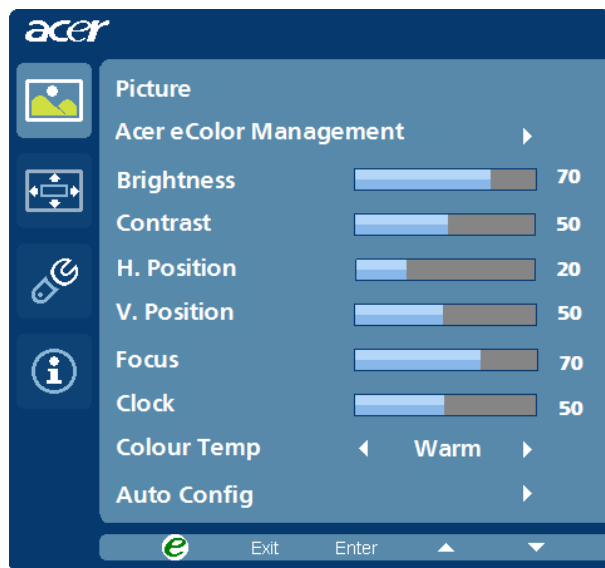 acer
Picture
Acer eColor Management
Brightness 70
Contrast 50
H. Position 20
V. Position 50
Focus 70
Clock 50
Colour Temp Warm
Auto Config
e Exit Enter